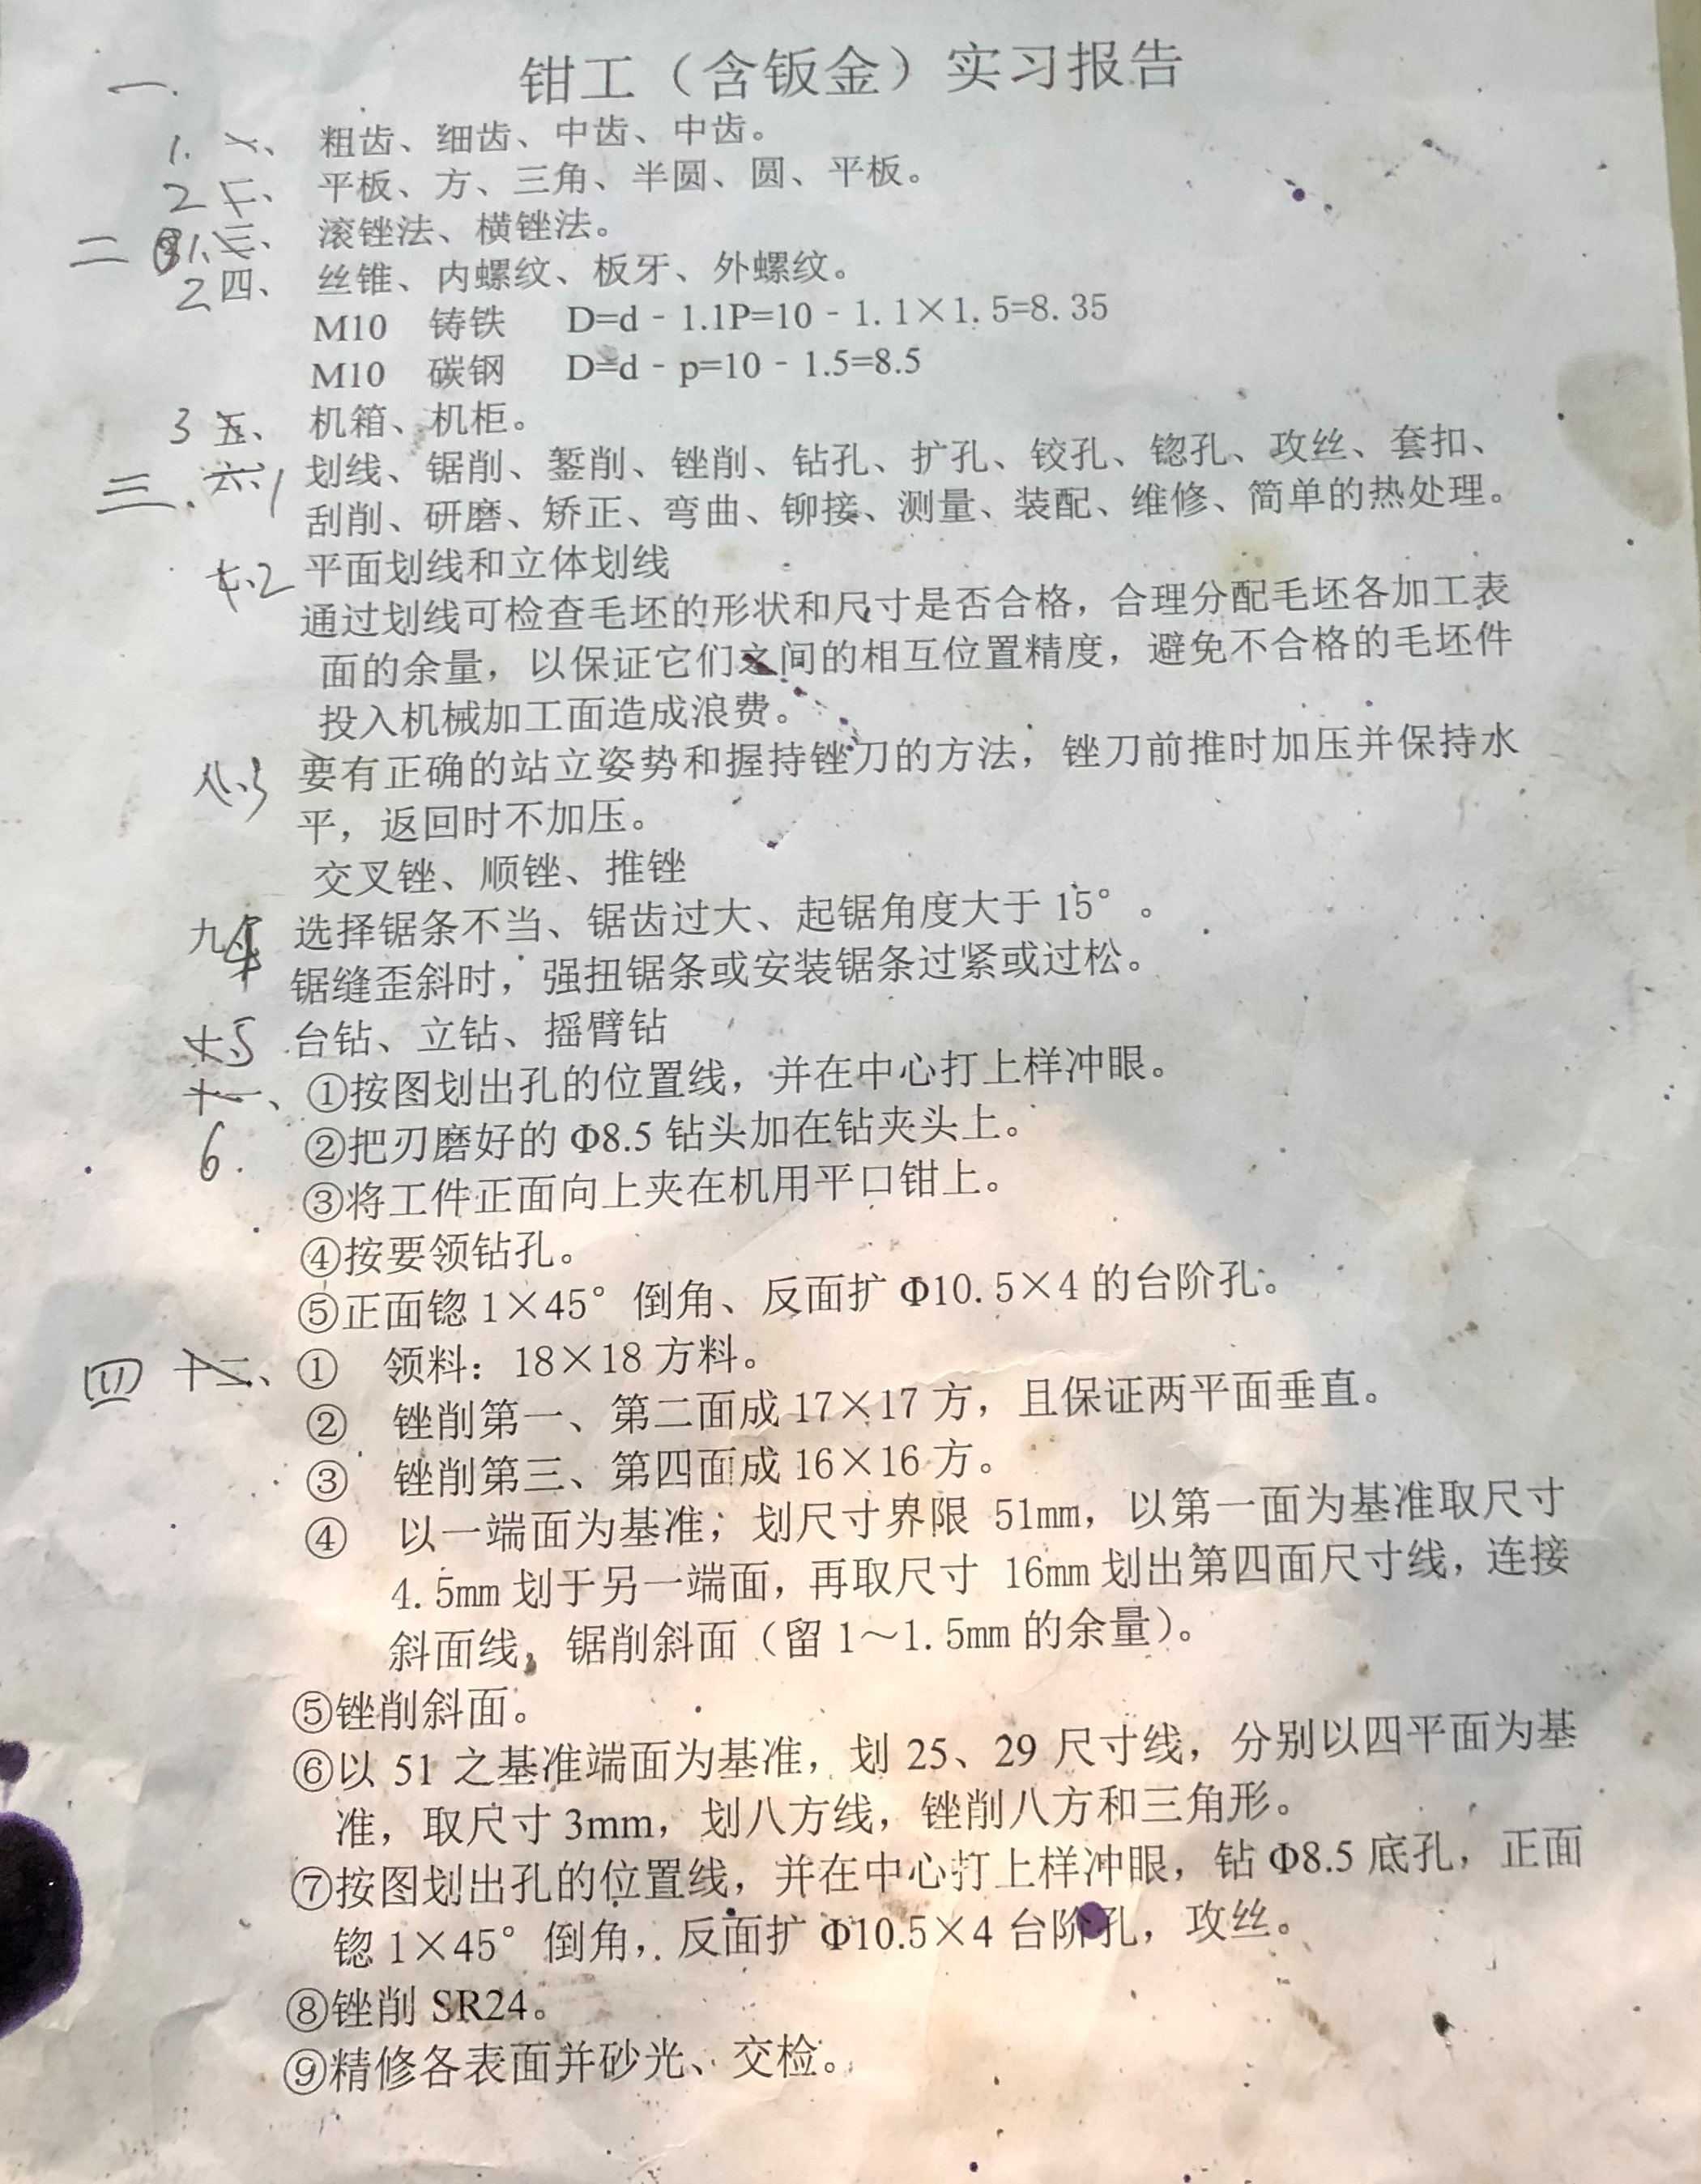 钳工（含钣金）实习报告
一.
1. 一、 粗齿、细齿、中齿、中齿。
2 二、 平板、方、三角、半圆、圆、平板。
二 1. 三、 滚锉法、横锉法。
2 四、 丝锥、内螺纹、板牙、外螺纹。
M10 铸铁 D=d﹣1.1P=10﹣1.1×1.5=8.35
M10 碳钢 D=d﹣p=10﹣1.5=8.5
3 五、 机箱、机柜。
三. 六、1 划线、锯削、錾削、锉削、钻孔、扩孔、铰孔、锪孔、攻丝、套扣、
刮削、研磨、矫正、弯曲、铆接、测量、装配、维修、简单的热处理。
七、2 平面划线和立体划线
通过划线可检查毛坯的形状和尺寸是否合格，合理分配毛坯各加工表
面的余量，以保证它们之间的相互位置精度，避免不合格的毛坯件
投入机械加工面造成浪费。
八、3 要有正确的站立姿势和握持锉刀的方法，锉刀前推时加压并保持水
平，返回时不加压。
交叉锉、顺锉、推锉
九、4 选择锯条不当、锯齿过大、起锯角度大于 15°。
锯缝歪斜时，强扭锯条或安装锯条过紧或过松。
十、5 台钻、立钻、摇臂钻
十一、 ①按图划出孔的位置线，并在中心打上样冲眼。
6. ②把刃磨好的 Φ8.5 钻头加在钻夹头上。
③将工件正面向上夹在机用平口钳上。
④按要领钻孔。
⑤正面锪 1×45° 倒角、反面扩 Φ10.5×4 的台阶孔。
四 十二、① 领料：18×18 方料。
② 锉削第一、第二面成 17×17 方，且保证两平面垂直。
③ 锉削第三、第四面成 16×16 方。
④ 以一端面为基准；划尺寸界限 51mm，以第一面为基准取尺寸
4.5mm 划于另一端面，再取尺寸 16mm 划出第四面尺寸线，连接
斜面线，锯削斜面（留 1～1.5mm 的余量）。
⑤锉削斜面。
⑥以 51 之基准端面为基准，划 25、29 尺寸线，分别以四平面为基
准，取尺寸 3mm，划八方线，锉削八方和三角形。
⑦按图划出孔的位置线，并在中心打上样冲眼，钻 Φ8.5 底孔，正面
锪 1×45° 倒角，反面扩 Φ10.5×4 台阶孔，攻丝。
⑧锉削 SR24。
⑨精修各表面并砂光、交检。